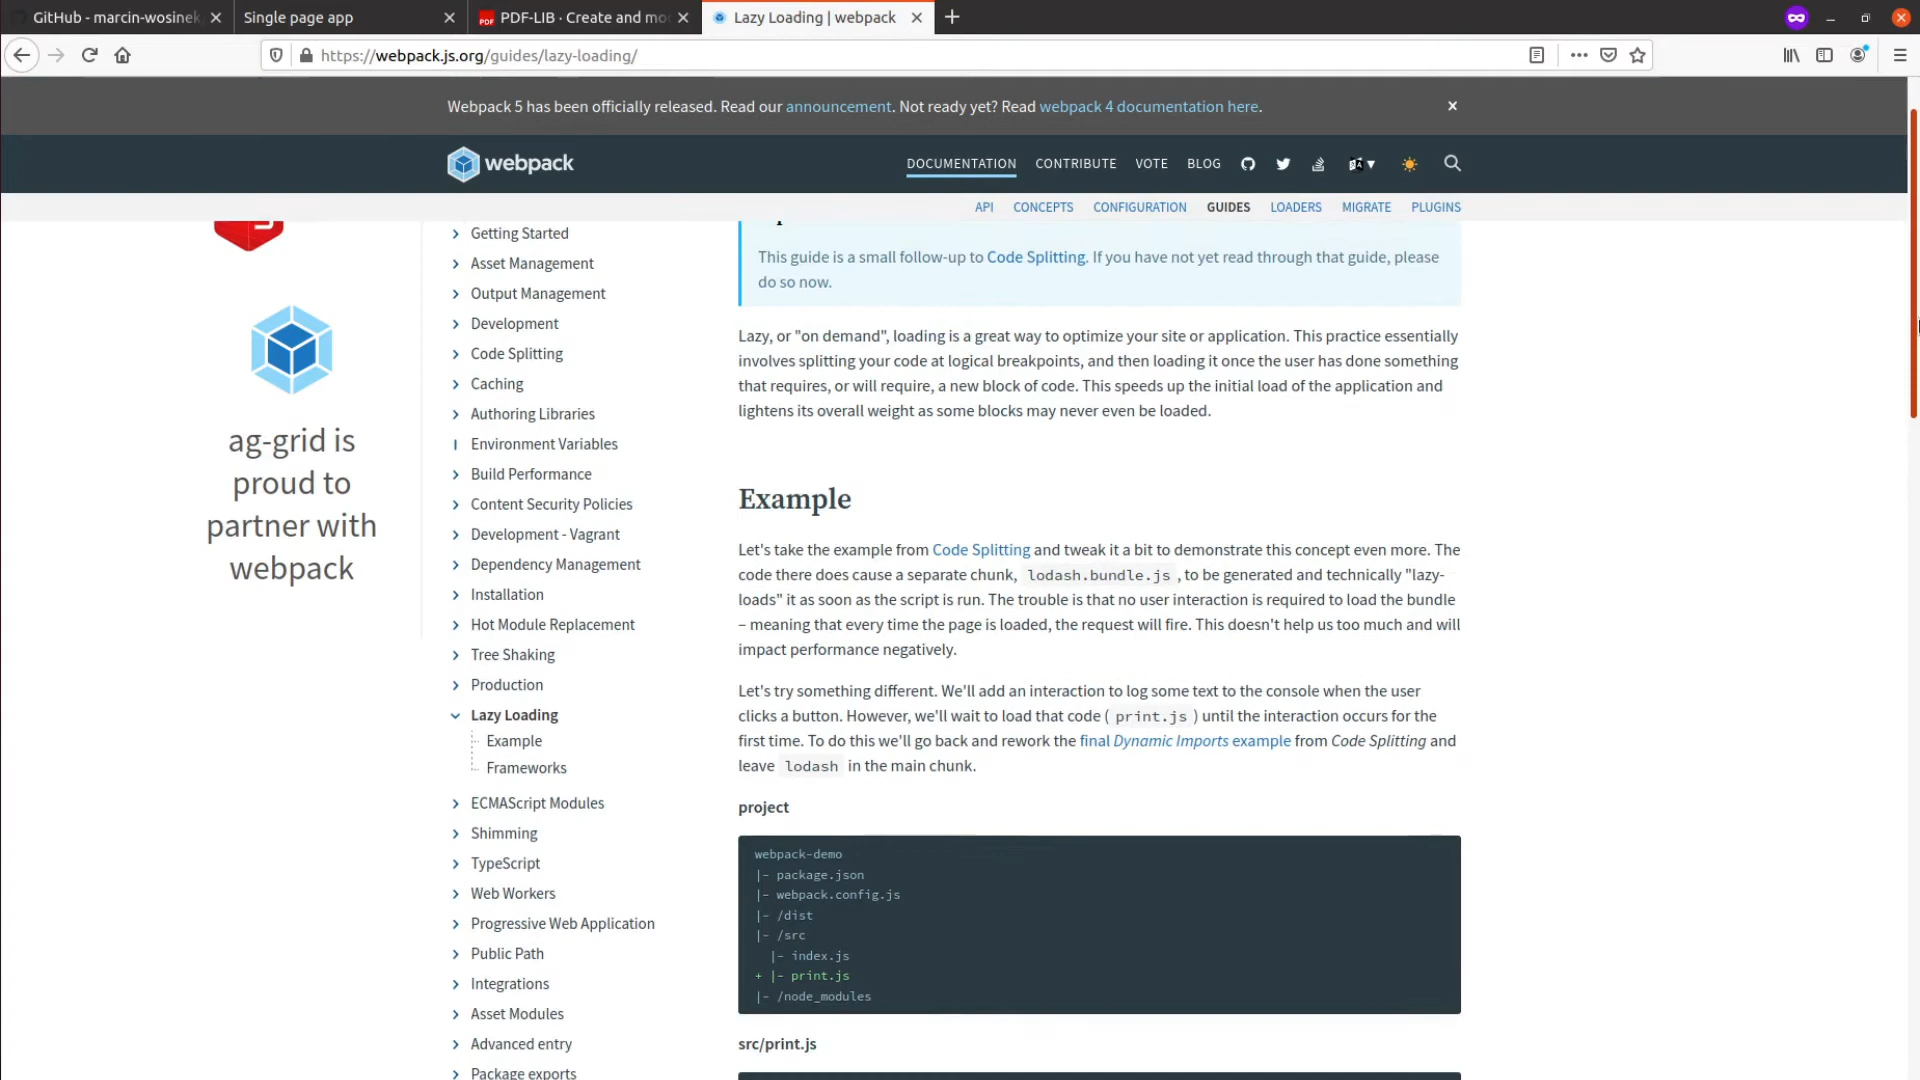 GitHub - marcin-wosinek
Single page app
PDF-LIB · Create and mo
Lazy Loading | webpack
https://webpack.js.org/guides/lazy-loading/
Webpack 5 has been officially released. Read our announcement. Not ready yet? Read webpack 4 documentation here.
webpack
DOCUMENTATION CONTRIBUTE VOTE BLOG
API CONCEPTS CONFIGURATION GUIDES LOADERS MIGRATE PLUGINS
ag-grid is
proud to
partner with
webpack
Getting Started
Asset Management
Output Management
Development
Code Splitting
Caching
Authoring Libraries
Environment Variables
Build Performance
Content Security Policies
Development - Vagrant
Dependency Management
Installation
Hot Module Replacement
Tree Shaking
Production
Lazy Loading
Example
Frameworks
ECMAScript Modules
Shimming
TypeScript
Web Workers
Progressive Web Application
Public Path
Integrations
Asset Modules
Advanced entry
Package exports
This guide is a small follow-up to Code Splitting. If you have not yet read through that guide, please
do so now.
Lazy, or "on demand", loading is a great way to optimize your site or application. This practice essentially
involves splitting your code at logical breakpoints, and then loading it once the user has done something
that requires, or will require, a new block of code. This speeds up the initial load of the application and
lightens its overall weight as some blocks may never even be loaded.
Example
Let's take the example from Code Splitting and tweak it a bit to demonstrate this concept even more. The
code there does cause a separate chunk, lodash.bundle.js , to be generated and technically "lazy-
loads" it as soon as the script is run. The trouble is that no user interaction is required to load the bundle
– meaning that every time the page is loaded, the request will fire. This doesn't help us too much and will
impact performance negatively.
Let's try something different. We'll add an interaction to log some text to the console when the user
clicks a button. However, we'll wait to load that code ( print.js ) until the interaction occurs for the
first time. To do this we'll go back and rework the final Dynamic Imports example from Code Splitting and
leave lodash in the main chunk.
project
webpack-demo
|- package.json
|- webpack.config.js
|- /dist
|- /src
|- index.js
+ |- print.js
|- /node_modules
src/print.js